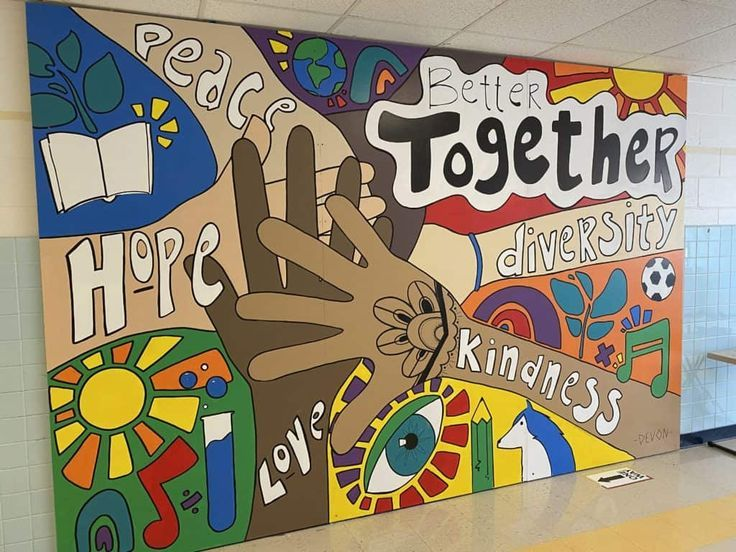 Peace
Better
Together
Hope
diversity
Kindness
Love
-DEVON-